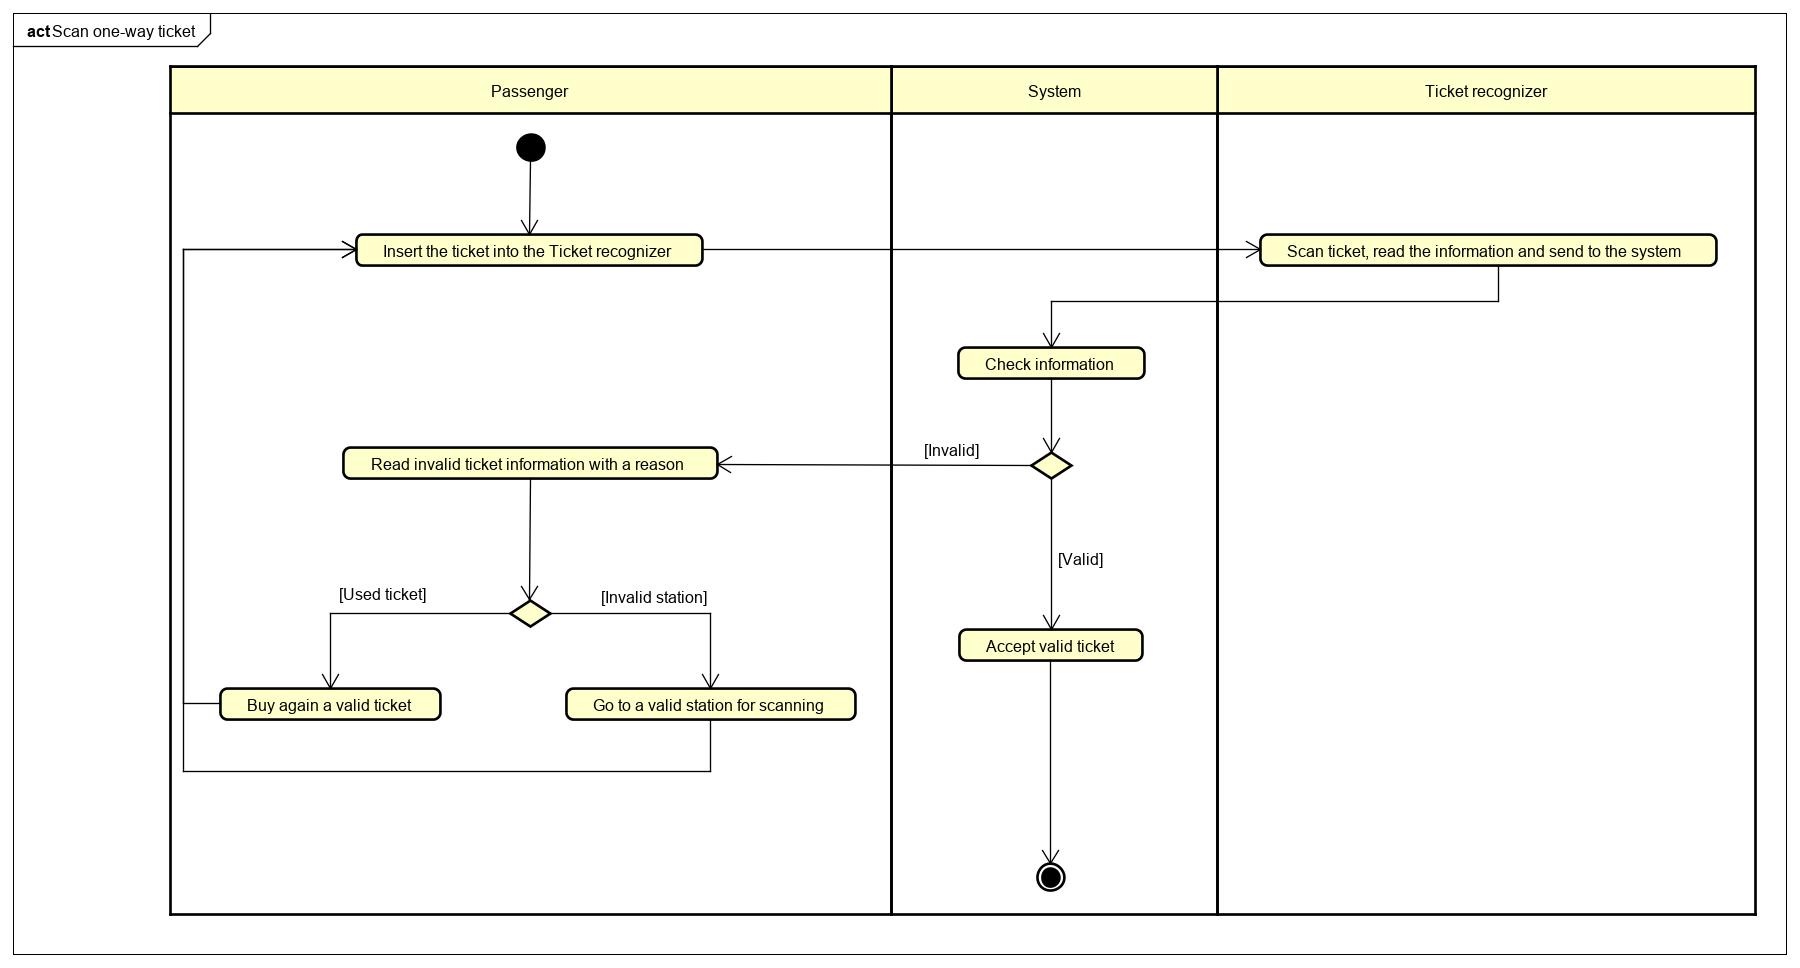 act Scan one-way ticket
Passenger
System
Ticket recognizer
Insert the ticket into the Ticket recognizer
Scan ticket, read the information and send to the system
Check information
[Invalid]
Read invalid ticket information with a reason
[Valid]
[Used ticket]
[Invalid station]
Accept valid ticket
Buy again a valid ticket
Go to a valid station for scanning